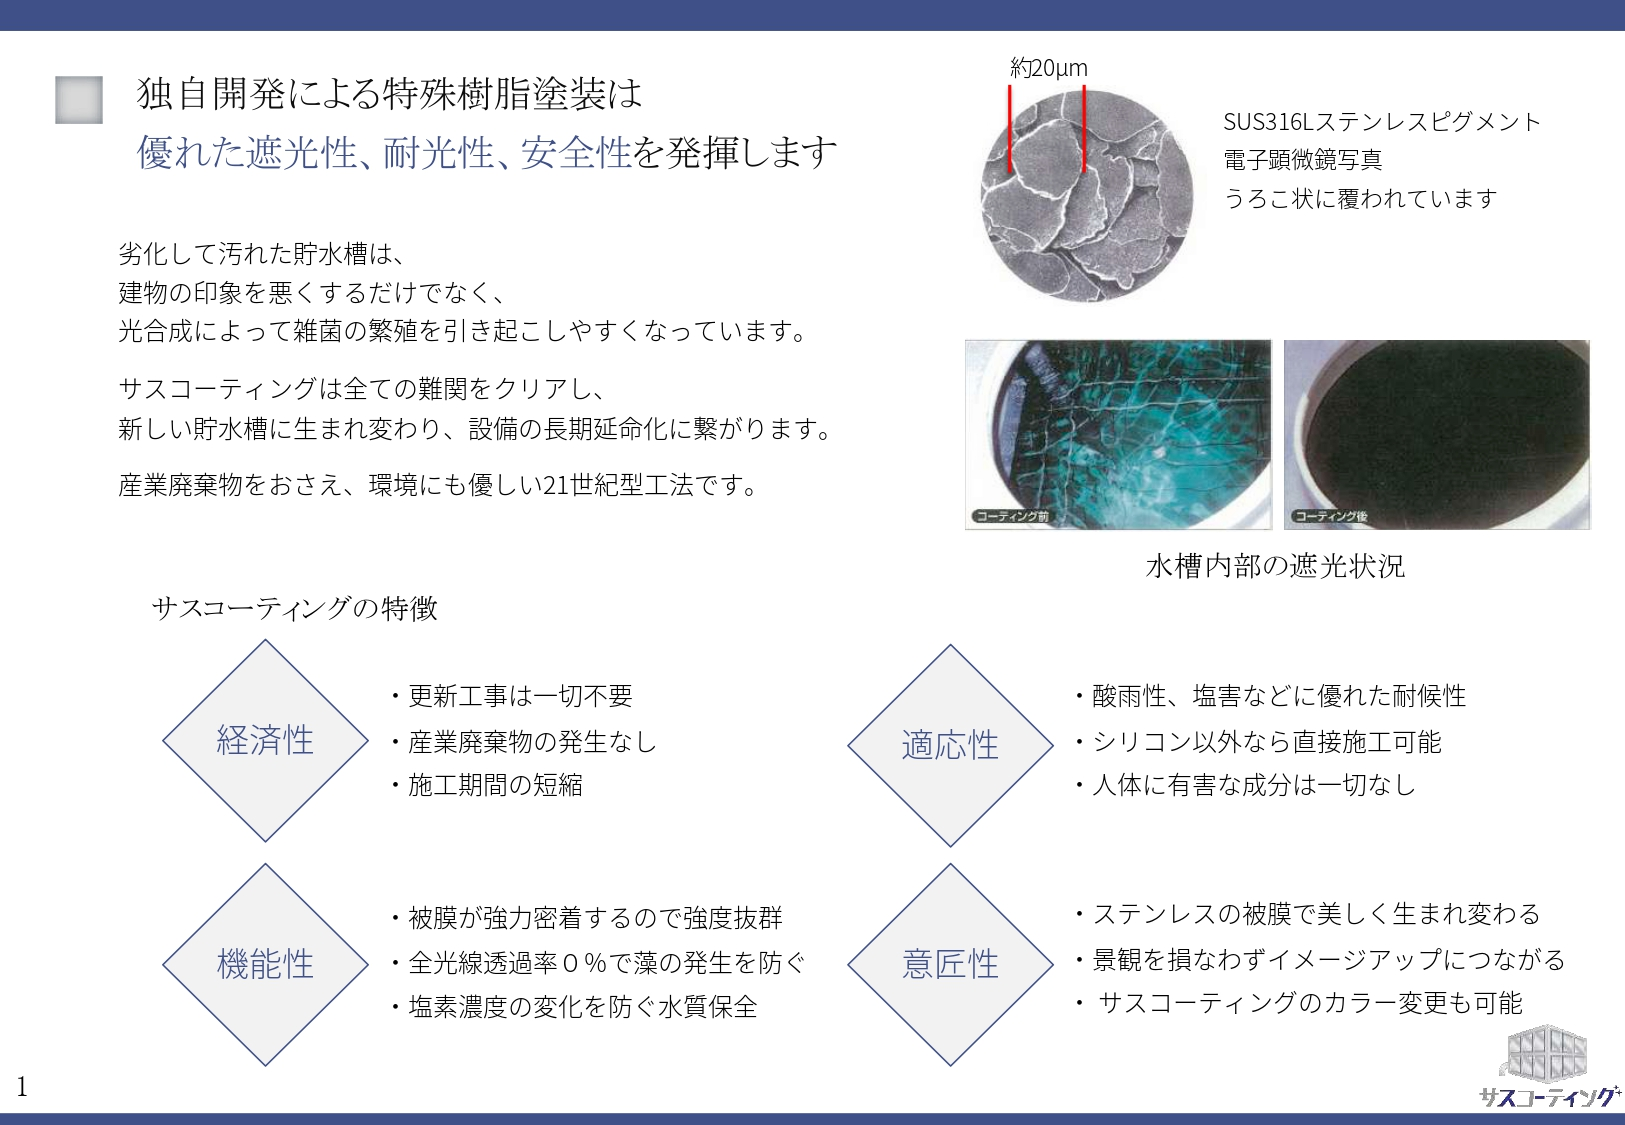 独自開発による特殊樹脂塗装は
優れた遮光性、耐光性、安全性を発揮します
劣化して汚れた貯水槽は、
建物の印象を悪くするだけでなく、
光合成によって雑菌の繁殖を引き起こしやすくなっています。
サスコーティングは全ての難関をクリアし、
新しい貯水槽に生まれ変わり、設備の長期延命化に繋がります。
産業廃棄物をおさえ、環境にも優しい21世紀型工法です。
約20μm
SUS316Lステンレスピグメント
電子顕微鏡写真
うろこ状に覆われています
コーティング前
コーティング後
水槽内部の遮光状況
サスコーティングの特徴
経済性
・更新工事は一切不要
・産業廃棄物の発生なし
・施工期間の短縮
適応性
・酸雨性、塩害などに優れた耐候性
・シリコン以外なら直接施工可能
・人体に有害な成分は一切なし
機能性
・被膜が強力密着するので強度抜群
・全光線透過率０%で藻の発生を防ぐ
・塩素濃度の変化を防ぐ水質保全
意匠性
・ステンレスの被膜で美しく生まれ変わる
・景観を損なわずイメージアップにつながる
・ サスコーティングのカラー変更も可能
サスコーティング
1